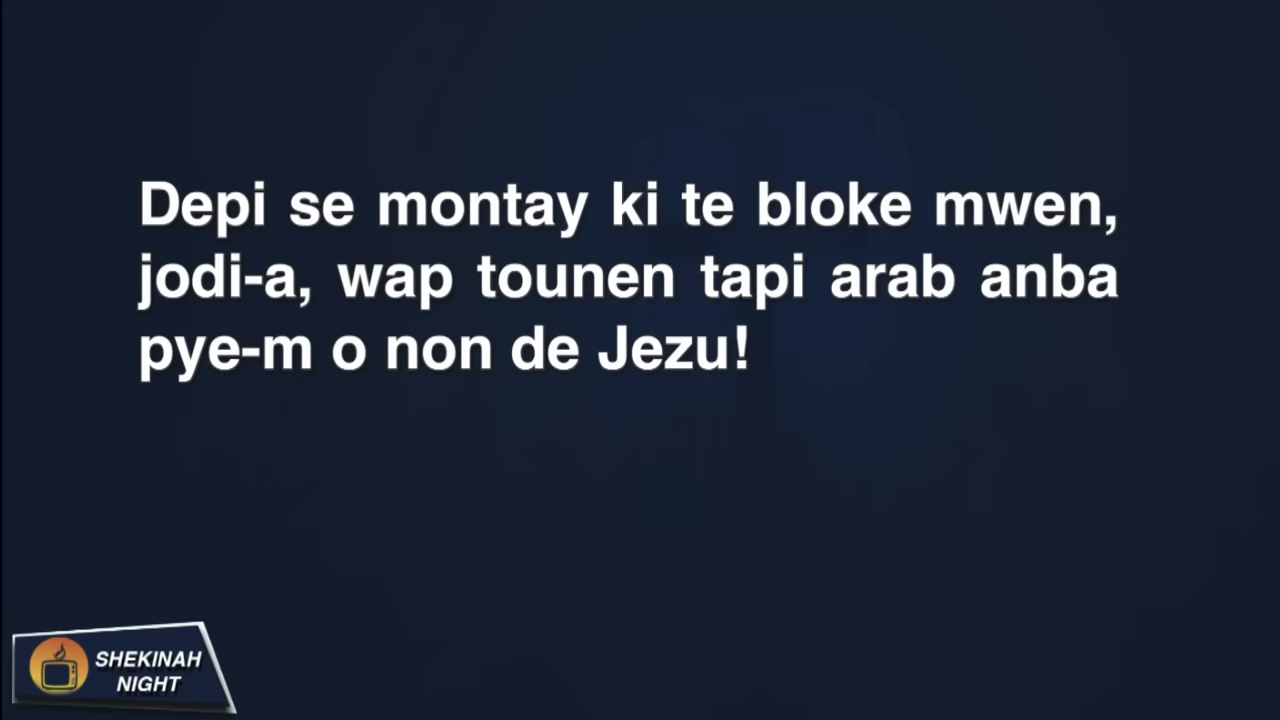 Depi se montay ki te bloke mwen,
jodi-a, wap tounen tapi arab anba
pye-m o non de Jezu!
SHEKINAH
NIGHT